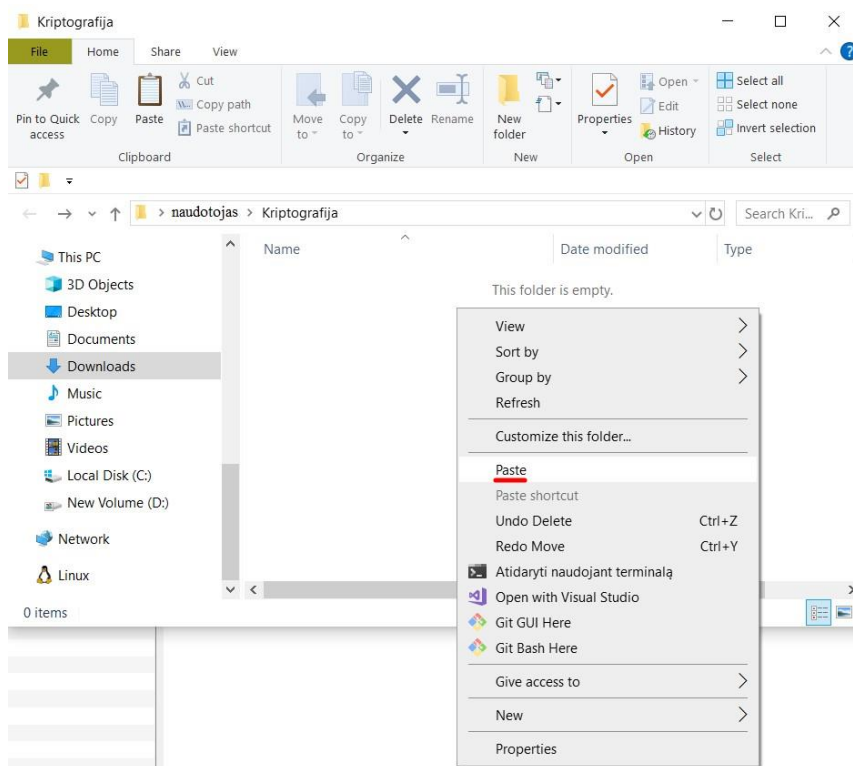 Kriptografija
File Home Share View
Pin to Quick access
Copy
Paste
Cut
Copy path
Paste shortcut
Move to
Copy to
Delete
Rename
New folder
Properties
Open
Edit
History
Select all
Select none
Invert selection
Clipboard Organize New Open Select
naudotojas > Kriptografija
Search Kri...
Name Date modified Type
This folder is empty.
This PC
3D Objects
Desktop
Documents
Downloads
Music
Pictures
Videos
Local Disk (C:)
New Volume (D:)
Network
Linux
0 items
View
Sort by
Group by
Refresh
Customize this folder...
Paste
Paste shortcut
Undo Delete Ctrl+Z
Redo Move Ctrl+Y
Atidaryti naudojant terminalą
Open with Visual Studio
Git GUI Here
Git Bash Here
Give access to
New
Properties